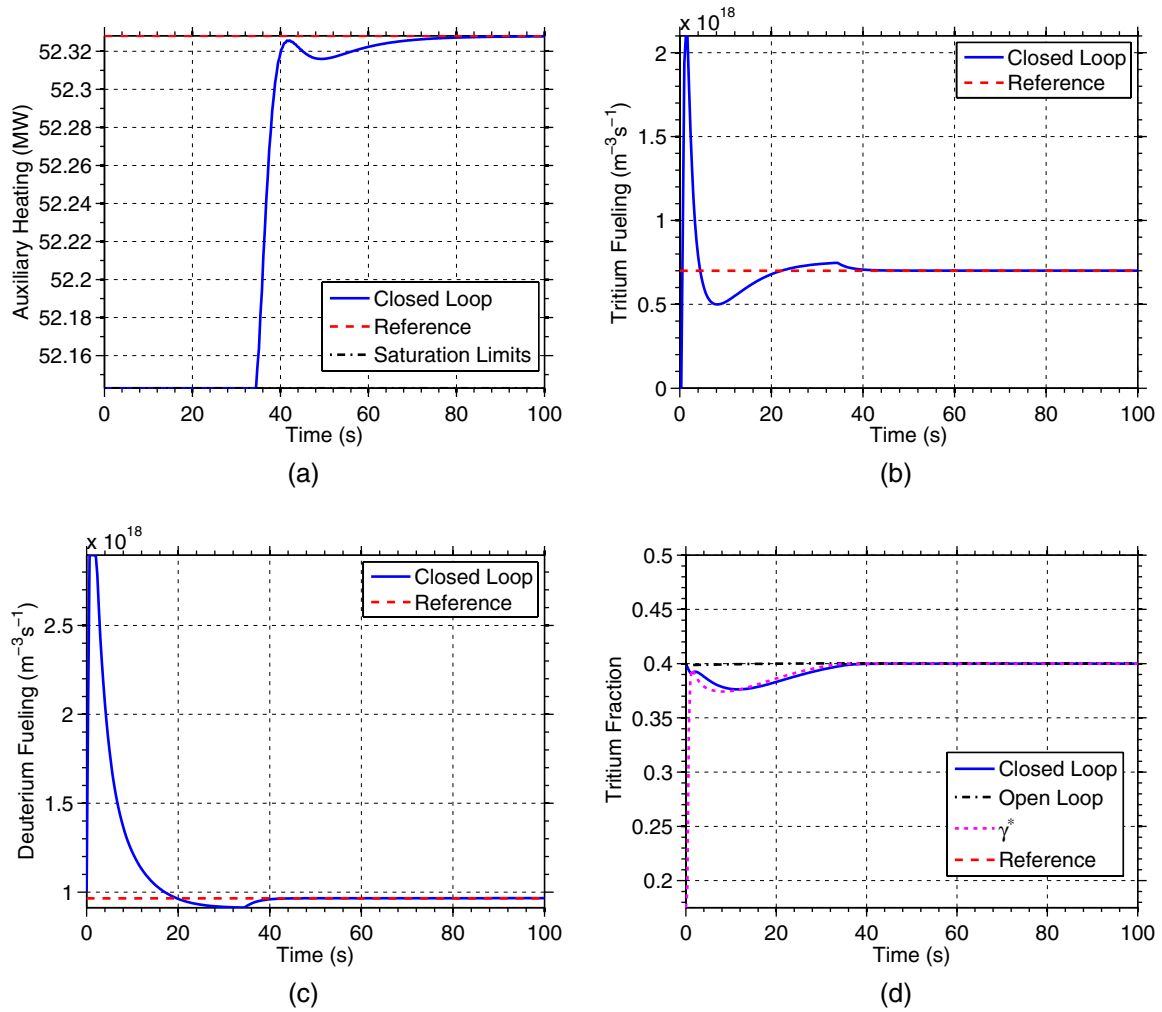 52.32
52.3
52.28
52.26
52.24
52.22
52.2
52.18
52.16
Auxiliary Heating (MW)
Closed Loop
Reference
Saturation Limits
0 20 40 60 80 100
Time (s)
(a)
x 10^18
2
1.5
1
0.5
0
Tritium Fueling (m⁻³s⁻¹)
Closed Loop
Reference
0 20 40 60 80 100
Time (s)
(b)
x 10^18
2.5
2
1.5
1
Deuterium Fueling (m⁻³s⁻¹)
Closed Loop
Reference
0 20 40 60 80 100
Time (s)
(c)
0.5
0.45
0.4
0.35
0.3
0.25
0.2
Tritium Fraction
Closed Loop
Open Loop
γ*
Reference
0 20 40 60 80 100
Time (s)
(d)